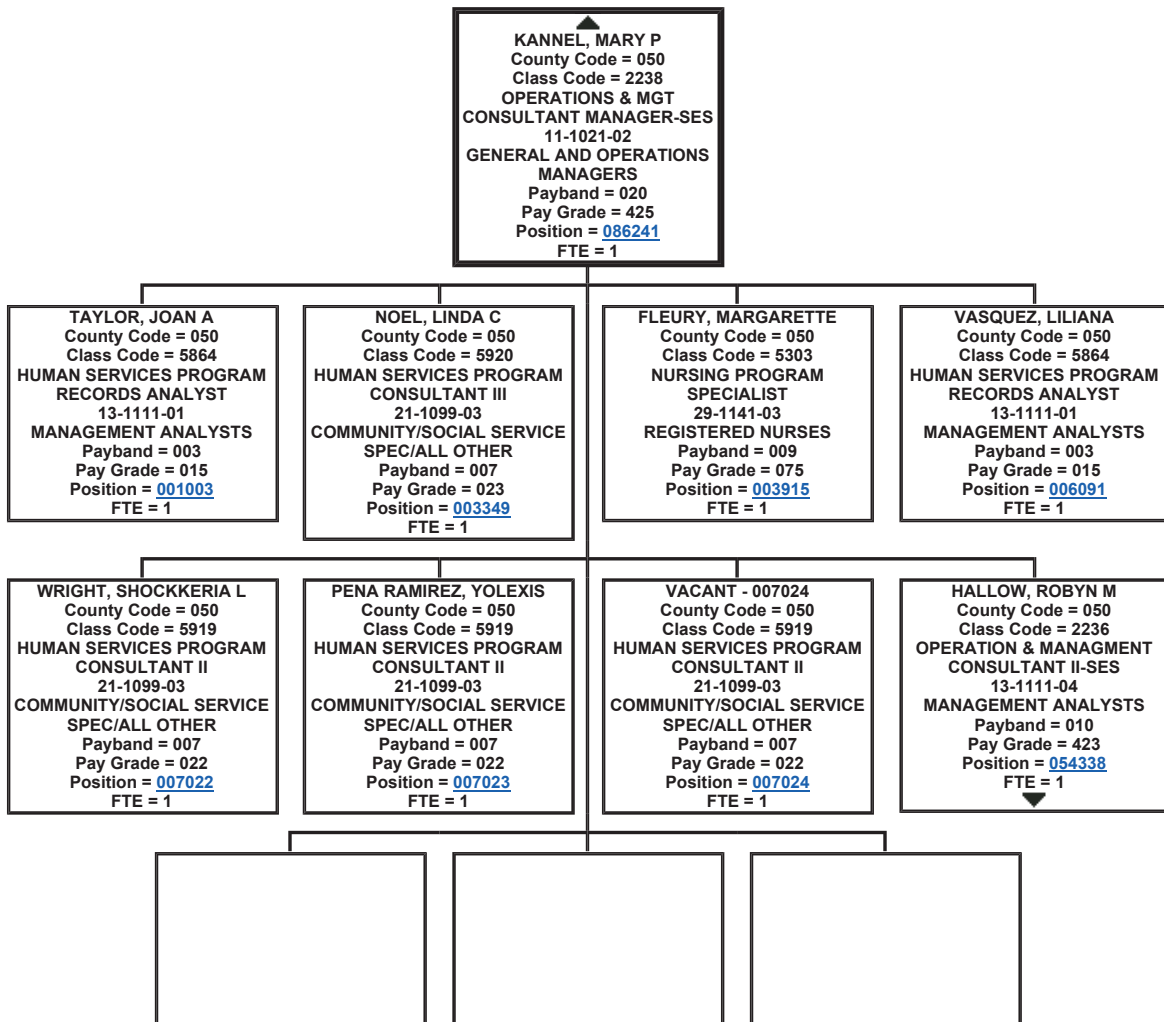 KANNEL, MARY P
County Code = 050
Class Code = 2238
OPERATIONS & MGT
CONSULTANT MANAGER-SES
11-1021-02
GENERAL AND OPERATIONS
MANAGERS
Payband = 020
Pay Grade = 425
Position = 086241
FTE = 1
TAYLOR, JOAN A
County Code = 050
Class Code = 5864
HUMAN SERVICES PROGRAM
RECORDS ANALYST
13-1111-01
MANAGEMENT ANALYSTS
Payband = 003
Pay Grade = 015
Position = 001003
FTE = 1
NOEL, LINDA C
County Code = 050
Class Code = 5920
HUMAN SERVICES PROGRAM
CONSULTANT III
21-1099-03
COMMUNITY/SOCIAL SERVICE
SPEC/ALL OTHER
Payband = 007
Pay Grade = 023
Position = 003349
FTE = 1
FLEURY, MARGARETTE
County Code = 050
Class Code = 5303
NURSING PROGRAM
SPECIALIST
29-1141-03
REGISTERED NURSES
Payband = 009
Pay Grade = 075
Position = 003915
FTE = 1
VASQUEZ, LILIANA
County Code = 050
Class Code = 5864
HUMAN SERVICES PROGRAM
RECORDS ANALYST
13-1111-01
MANAGEMENT ANALYSTS
Payband = 003
Pay Grade = 015
Position = 006091
FTE = 1
WRIGHT, SHOCKKERIA L
County Code = 050
Class Code = 5919
HUMAN SERVICES PROGRAM
CONSULTANT II
21-1099-03
COMMUNITY/SOCIAL SERVICE
SPEC/ALL OTHER
Payband = 007
Pay Grade = 022
Position = 007022
FTE = 1
PENA RAMIREZ, YOLEXIS
County Code = 050
Class Code = 5919
HUMAN SERVICES PROGRAM
CONSULTANT II
21-1099-03
COMMUNITY/SOCIAL SERVICE
SPEC/ALL OTHER
Payband = 007
Pay Grade = 022
Position = 007023
FTE = 1
VACANT - 007024
County Code = 050
Class Code = 5919
HUMAN SERVICES PROGRAM
CONSULTANT II
21-1099-03
COMMUNITY/SOCIAL SERVICE
SPEC/ALL OTHER
Payband = 007
Pay Grade = 022
Position = 007024
FTE = 1
HALLOW, ROBYN M
County Code = 050
Class Code = 2236
OPERATION & MANAGMENT
CONSULTANT II-SES
13-1111-04
MANAGEMENT ANALYSTS
Payband = 010
Pay Grade = 423
Position = 054338
FTE = 1